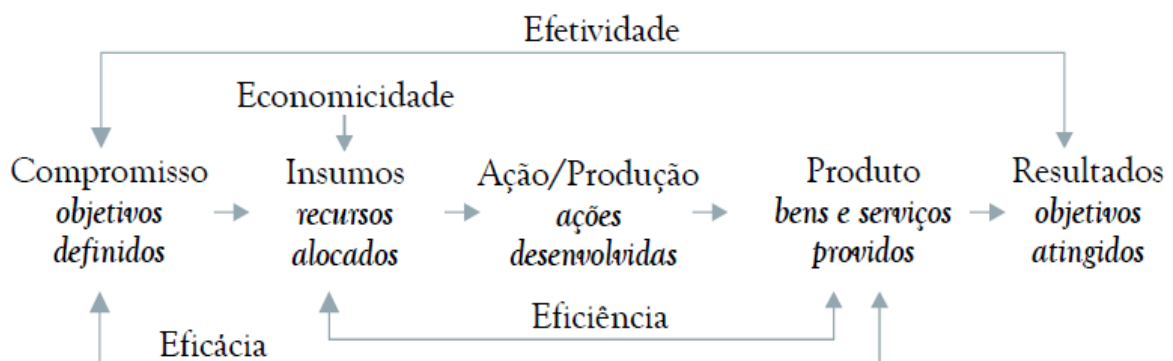 Efetividade
Economicidade
Compromisso
objetivos
definidos
Insumos
recursos
alocados
Ação/Produção
ações
desenvolvidas
Produto
bens e serviços
providos
Resultados
objetivos
atingidos
Eficiência
Eficácia